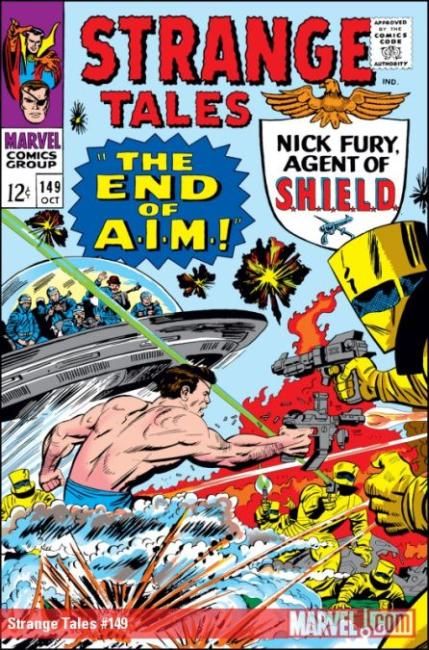 STRANGE
TALES
APPROVED
BY THE
COMICS
CODE
AUTHORITY
IND.
MARVEL
COMICS
GROUP
12¢ 149
OCT
"THE
END
OF
A.I.M.!"
NICK FURY,
AGENT OF
S.H.I.E.L.D.
Strange Tales #149
MARVEL.com